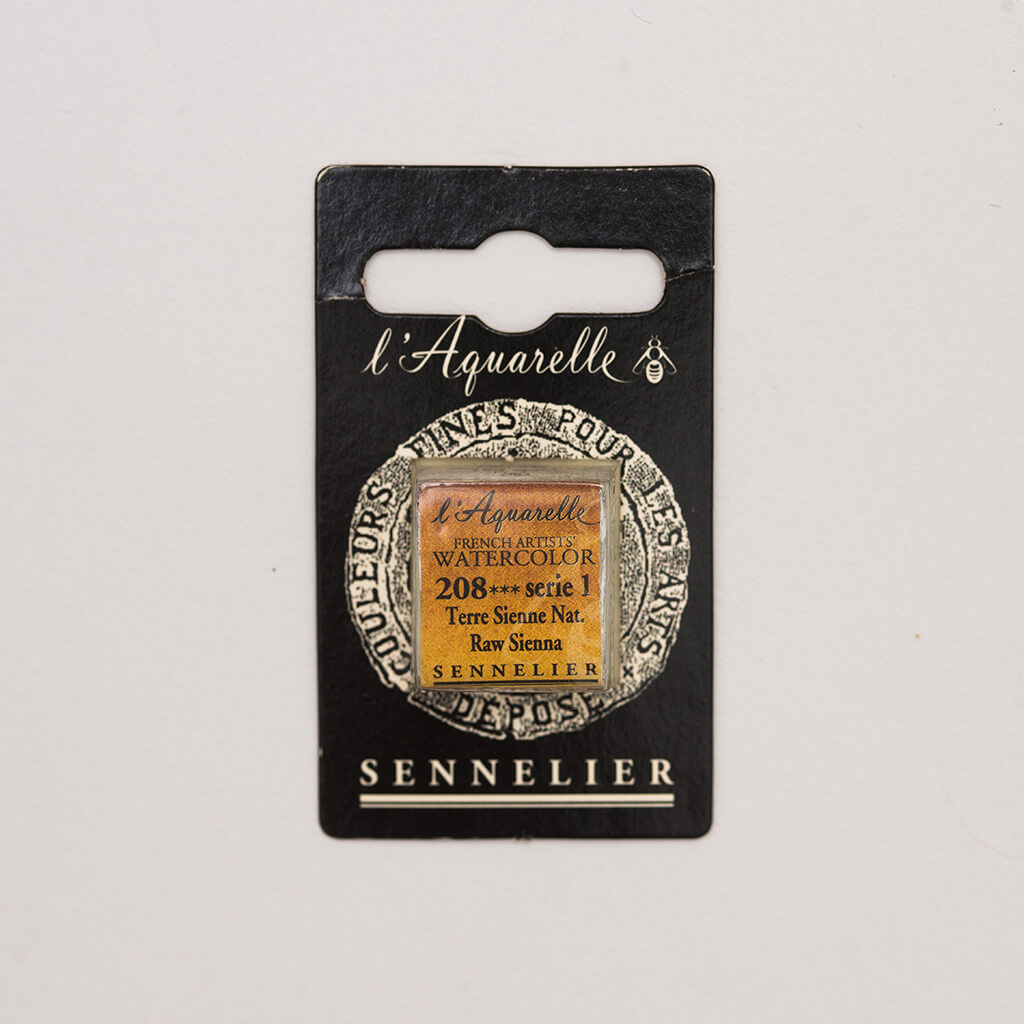 l'Aquarelle
COULEURS FINES POUR LES ARTS
l'Aquarelle
FRENCH ARTISTS'
WATERCOLOR
208*** serie 1
Terre Sienne Nat.
Raw Sienna
SENNELIER
DÉPOSÉ
SENNELIER